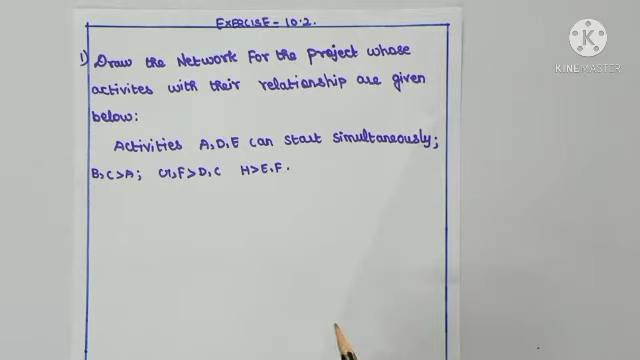 EXERCISE - 10.2.
1) Draw the Network for the project whose
activites with their relationship are given
below:
Activities A, D, E can start simultaneously;
B, C > A; G, F > D, C H > E, F.
K
KINEMASTER